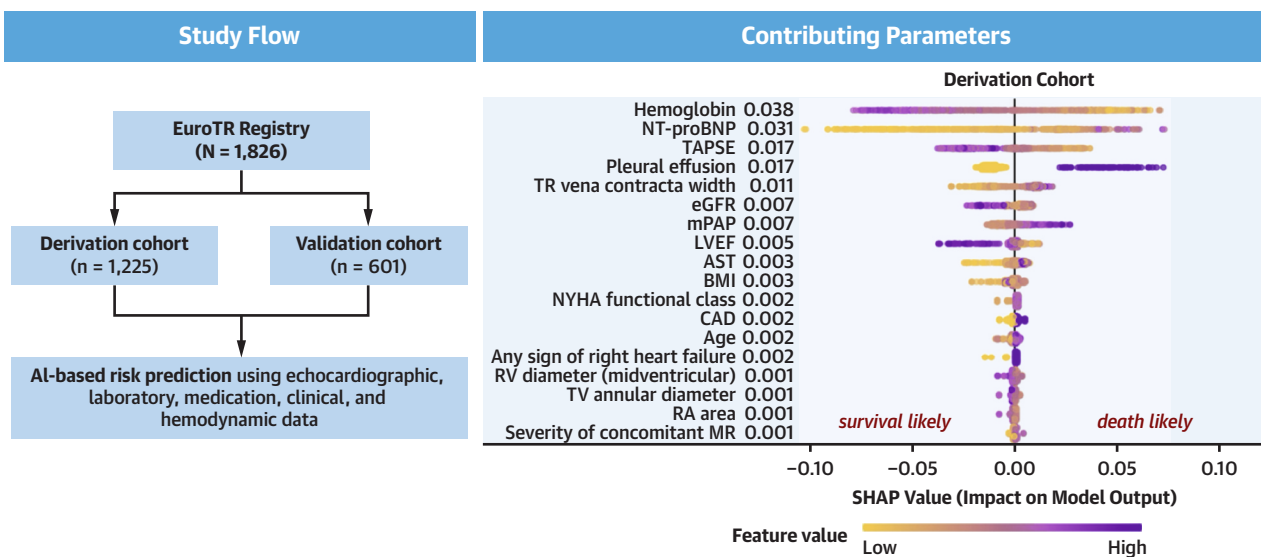 Study Flow
EuroTR Registry
(N = 1,826)
Derivation cohort
(n = 1,225)
Validation cohort
(n = 601)
AI-based risk prediction using echocardiographic,
laboratory, medication, clinical, and
hemodynamic data
Contributing Parameters
Derivation Cohort
Hemoglobin 0.038
NT-proBNP 0.031
TAPSE 0.017
Pleural effusion 0.017
TR vena contracta width 0.011
eGFR 0.007
mPAP 0.007
LVEF 0.005
AST 0.003
BMI 0.003
NYHA functional class 0.002
CAD 0.002
Age 0.002
Any sign of right heart failure 0.002
RV diameter (midventricular) 0.001
TV annular diameter 0.001
RA area 0.001
Severity of concomitant MR 0.001
survival likely
death likely
−0.10 −0.05 0.00 0.05 0.10
SHAP Value (Impact on Model Output)
Feature value
Low High